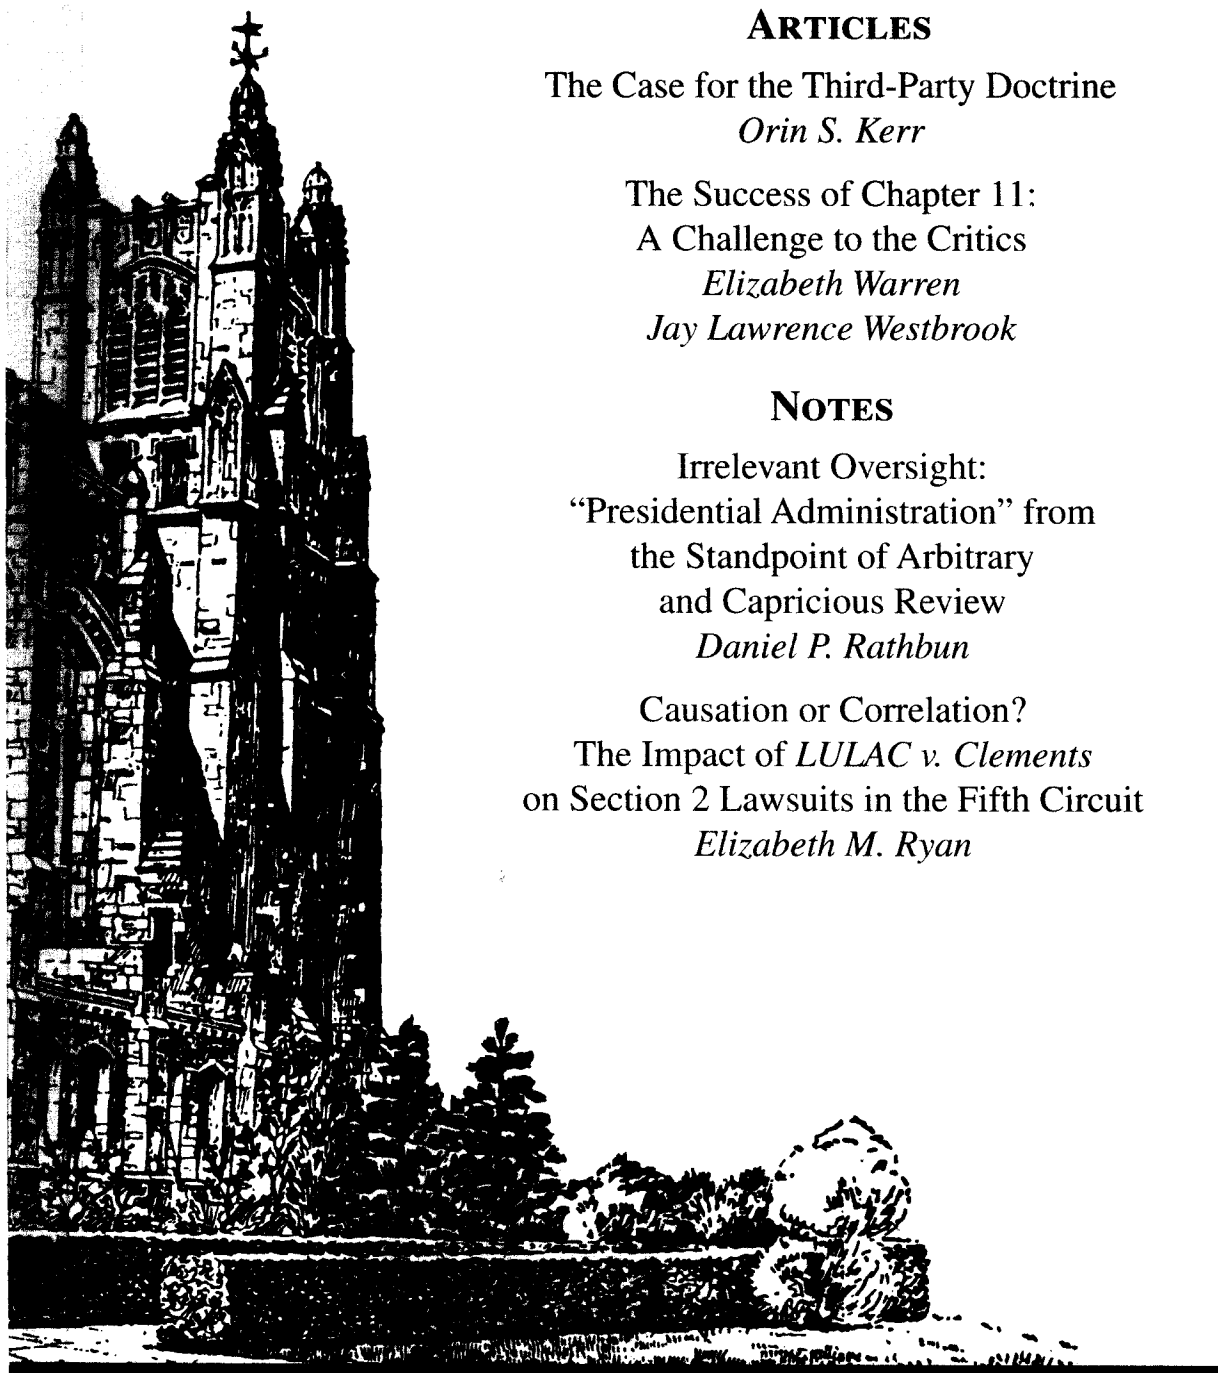 ARTICLES
The Case for the Third-Party Doctrine
Orin S. Kerr
The Success of Chapter 11:
A Challenge to the Critics
Elizabeth Warren
Jay Lawrence Westbrook
NOTES
Irrelevant Oversight:
“Presidential Administration” from
the Standpoint of Arbitrary
and Capricious Review
Daniel P. Rathbun
Causation or Correlation?
The Impact of LULAC v. Clements
on Section 2 Lawsuits in the Fifth Circuit
Elizabeth M. Ryan